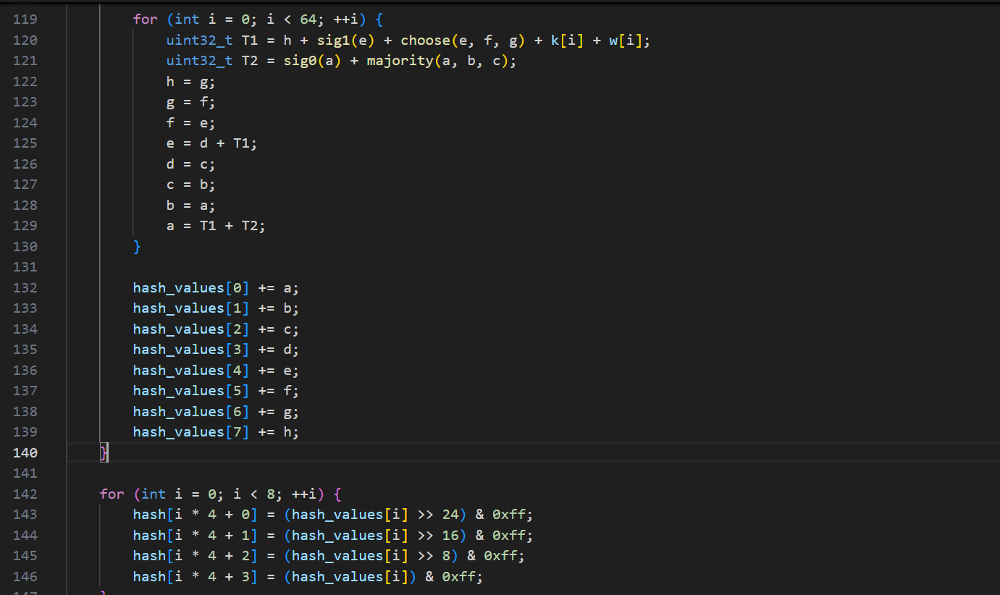 119 for (int i = 0; i < 64; ++i) {
120 uint32_t T1 = h + sig1(e) + choose(e, f, g) + k[i] + w[i];
121 uint32_t T2 = sig0(a) + majority(a, b, c);
122 h = g;
123 g = f;
124 f = e;
125 e = d + T1;
126 d = c;
127 c = b;
128 b = a;
129 a = T1 + T2;
130 }
131
132 hash_values[0] += a;
133 hash_values[1] += b;
134 hash_values[2] += c;
135 hash_values[3] += d;
136 hash_values[4] += e;
137 hash_values[5] += f;
138 hash_values[6] += g;
139 hash_values[7] += h;
140 }
141
142 for (int i = 0; i < 8; ++i) {
143 hash[i * 4 + 0] = (hash_values[i] >> 24) & 0xff;
144 hash[i * 4 + 1] = (hash_values[i] >> 16) & 0xff;
145 hash[i * 4 + 2] = (hash_values[i] >> 8) & 0xff;
146 hash[i * 4 + 3] = (hash_values[i]) & 0xff;